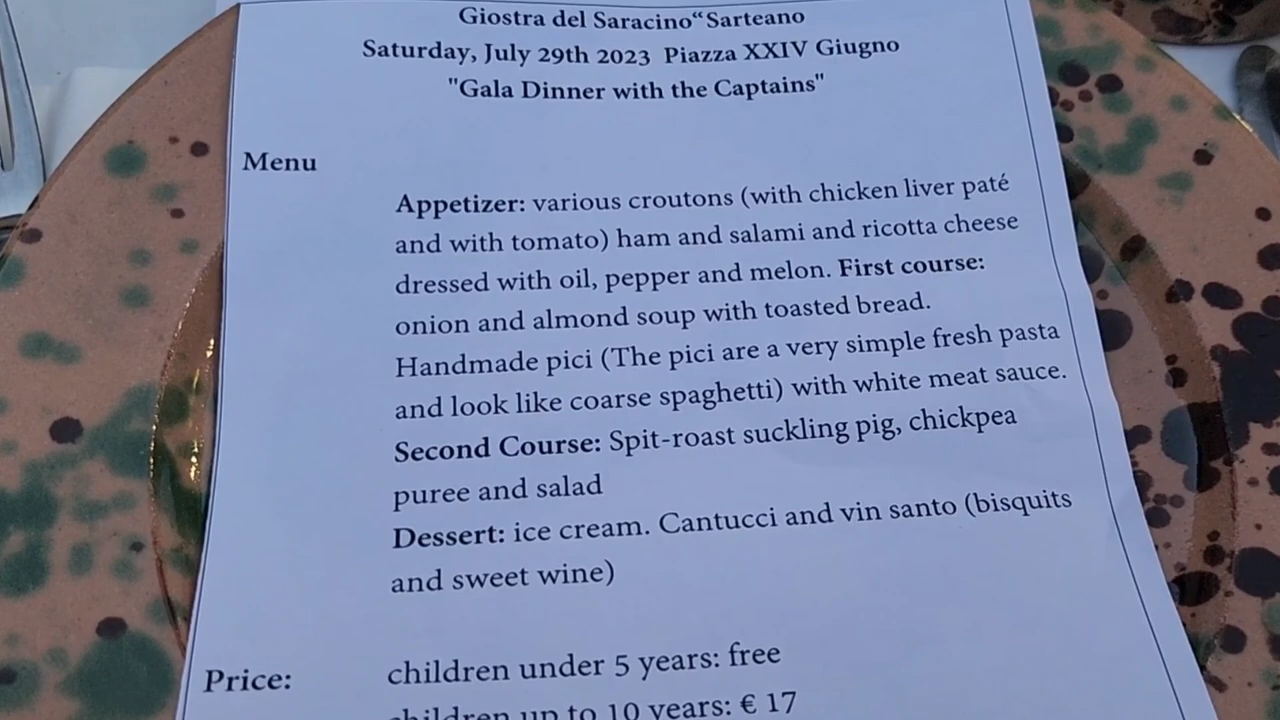 Giostra del Saracino“Sarteano
Saturday, July 29th 2023 Piazza XXIV Giugno
"Gala Dinner with the Captains"
Menu
Appetizer: various croutons (with chicken liver paté
and with tomato) ham and salami and ricotta cheese
dressed with oil, pepper and melon. First course:
onion and almond soup with toasted bread.
Handmade pici (The pici are a very simple fresh pasta
and look like coarse spaghetti) with white meat sauce.
Second Course: Spit-roast suckling pig, chickpea
puree and salad
Dessert: ice cream. Cantucci and vin santo (bisquits
and sweet wine)
Price: children under 5 years: free
children up to 10 years: € 17